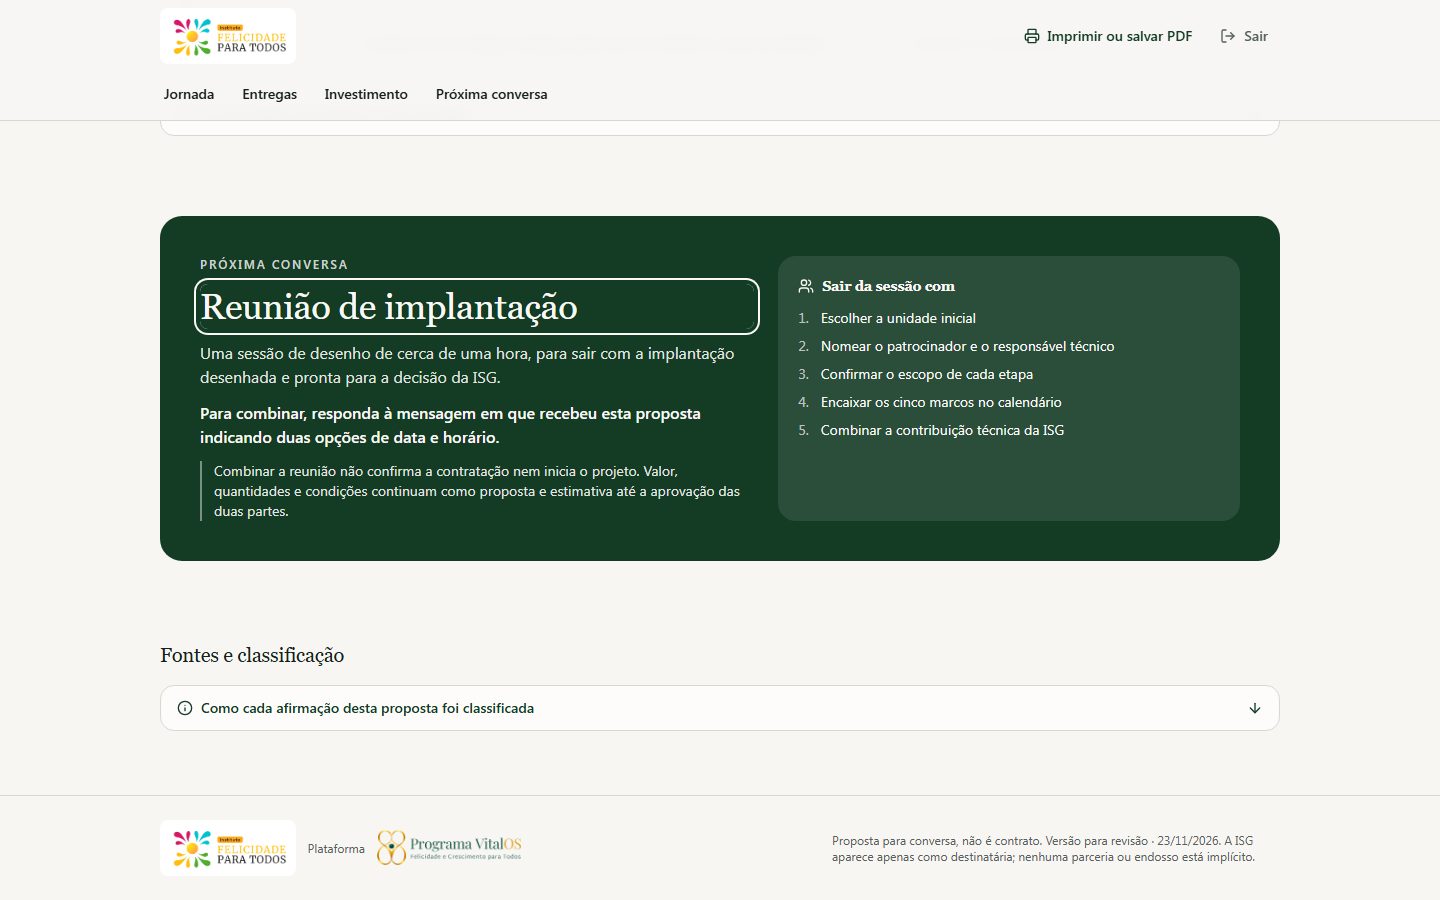 Instituto
FELICIDADE
PARA TODOS
Imprimir ou salvar PDF
Sair
Jornada
Entregas
Investimento
Próxima conversa
PRÓXIMA CONVERSA
Reunião de implantação
Uma sessão de desenho de cerca de uma hora, para sair com a implantação
desenhada e pronta para a decisão da ISG.
Para combinar, responda à mensagem em que recebeu esta proposta
indicando duas opções de data e horário.
Combinar a reunião não confirma a contratação nem inicia o projeto. Valor,
quantidades e condições continuam como proposta e estimativa até a aprovação das
duas partes.
Sair da sessão com
1. Escolher a unidade inicial
2. Nomear o patrocinador e o responsável técnico
3. Confirmar o escopo de cada etapa
4. Encaixar os cinco marcos no calendário
5. Combinar a contribuição técnica da ISG
Fontes e classificação
Como cada afirmação desta proposta foi classificada
Instituto
FELICIDADE
PARA TODOS
Plataforma
Programa VitalOS
Felicidade e Crescimento para Todos
Proposta para conversa, não é contrato. Versão para revisão · 23/11/2026. A ISG
aparece apenas como destinatária; nenhuma parceria ou endosso está implícito.